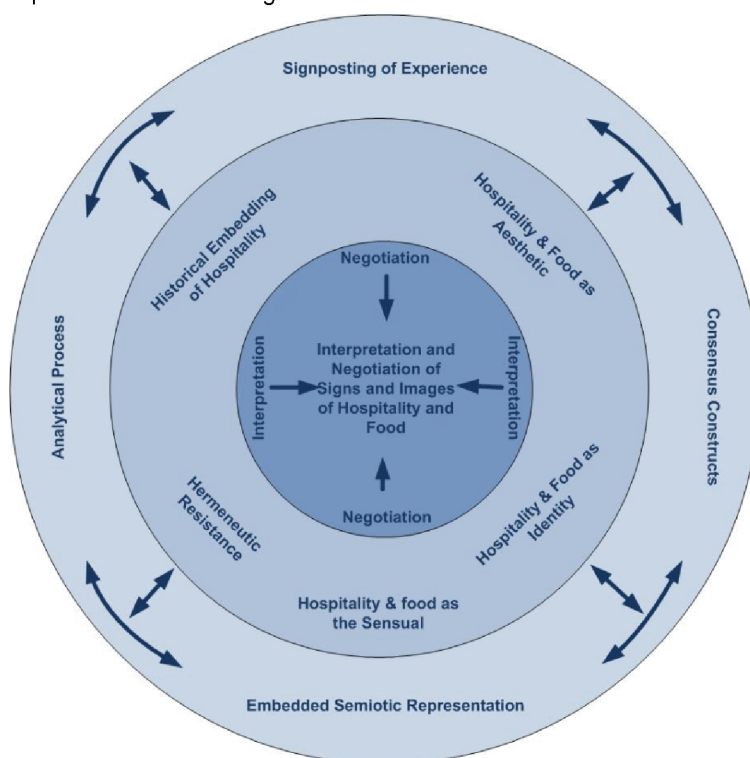 Signposting of Experience
Historical Embedding
of Hospitality
Hospitality & Food as
Aesthetic
Negotiation
Analytical Process
Interpretation
Interpretation and
Negotiation of
Signs and Images
of Hospitality and
Food
Interpretation
Consensus Constructs
Negotiation
Hermeneutic
Resistance
Hospitality & Food as
Identity
Hospitality & food as
the Sensual
Embedded Semiotic Representation